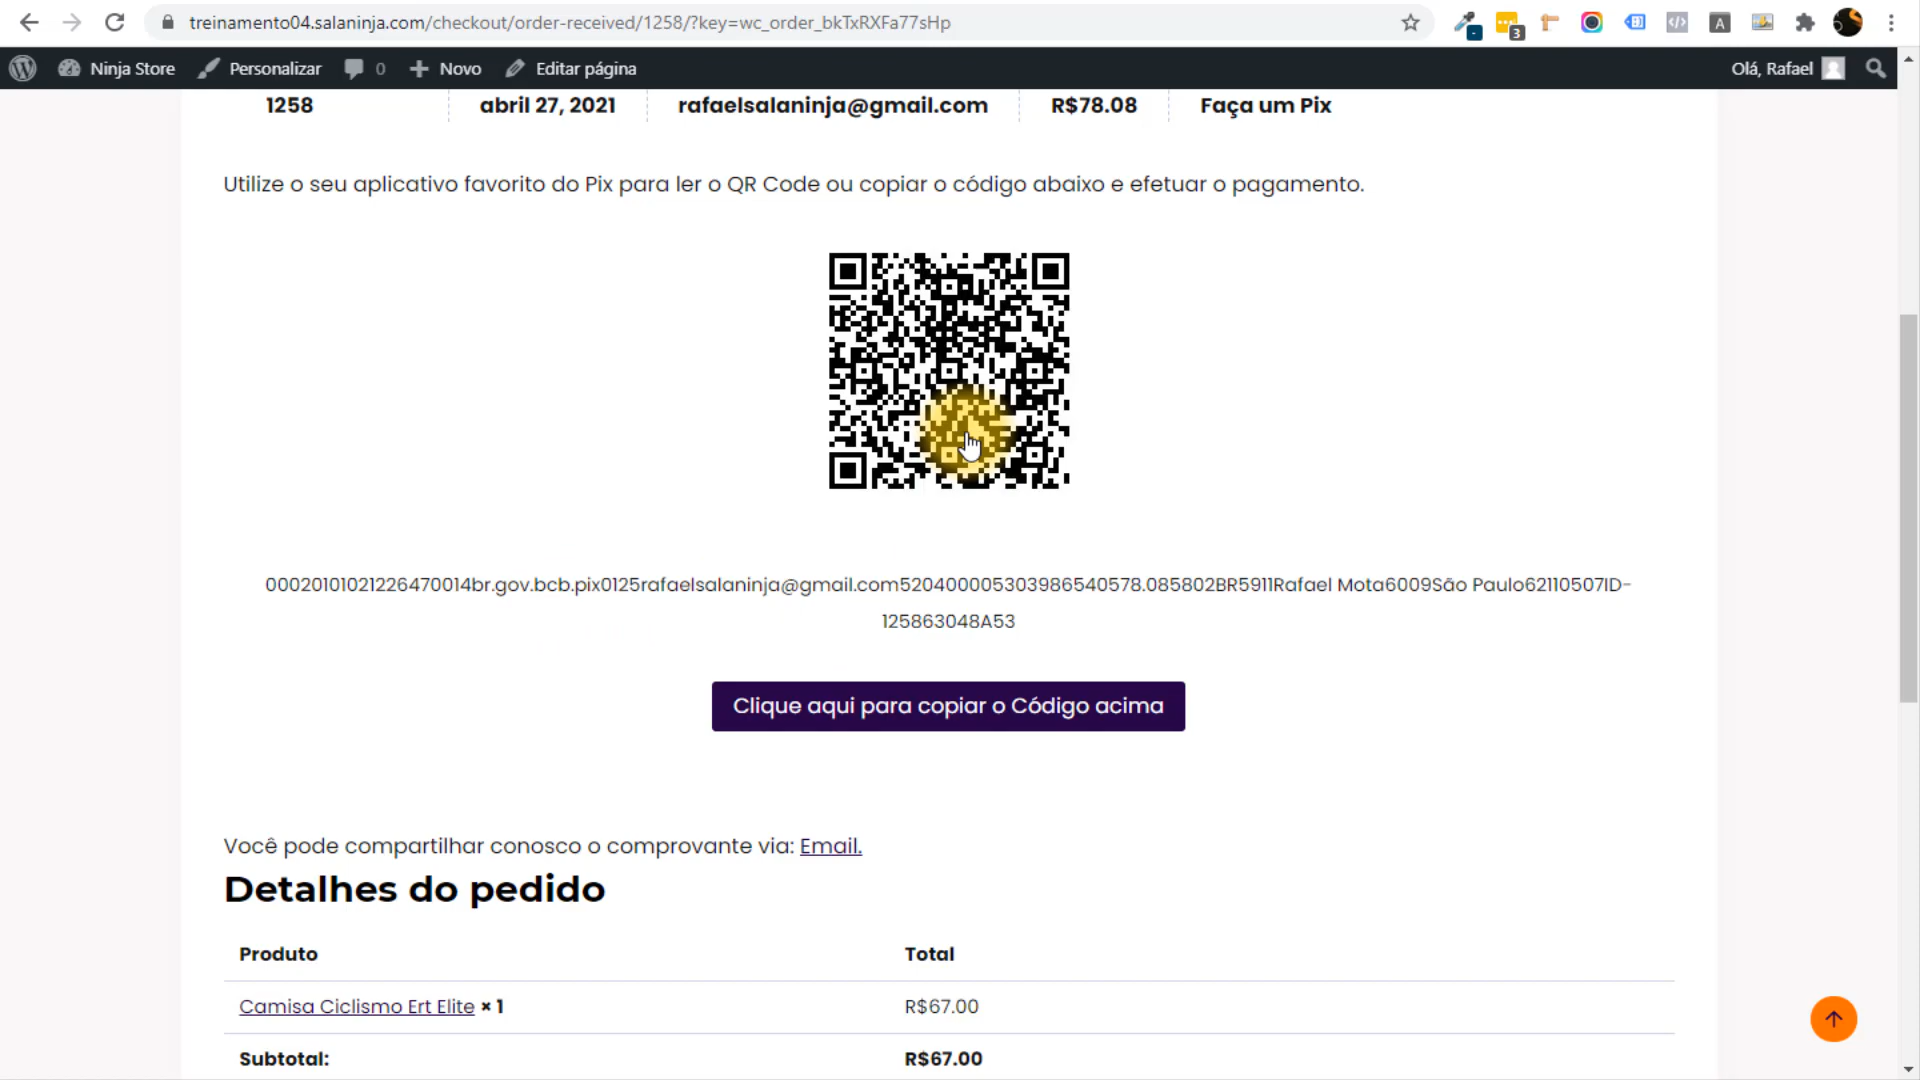 treinamento04.salaninja.com/checkout/order-received/1258/?key=wc_order_bkTxRXFa77sHp
3
A
Ninja Store
Personalizar
0
Novo
Editar página
Olá, Rafael
1258
abril 27, 2021
rafaelsalaninja@gmail.com
R$78.08
Faça um Pix
Utilize o seu aplicativo favorito do Pix para ler o QR Code ou copiar o código abaixo e efetuar o pagamento.
00020101021226470014br.gov.bcb.pix0125rafaelsalaninja@gmail.com520400005303986540578.085802BR5911Rafael Mota6009São Paulo62110507ID-
125863048A53
Clique aqui para copiar o Código acima
Você pode compartilhar conosco o comprovante via: Email.
Detalhes do pedido
Produto
Total
Camisa Ciclismo Ert Elite × 1
R$67.00
Subtotal:
R$67.00